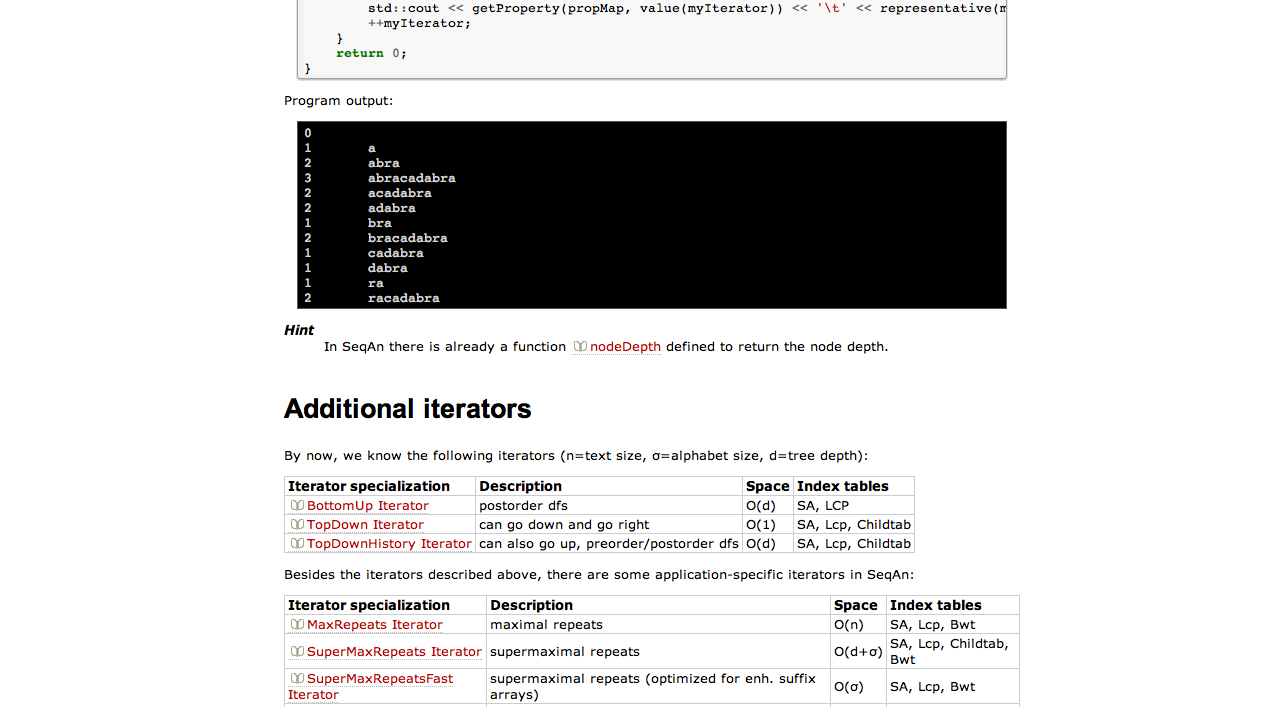 std::cout << getProperty(propMap, value(myIterator)) << '\t' << representative(m
++myIterator;
}
return 0;
}
Program output:
0
1 a
2 abra
3 abracadabra
2 acadabra
2 adabra
1 bra
2 bracadabra
1 cadabra
1 dabra
1 ra
2 racadabra
Hint
In SeqAn there is already a function nodeDepth defined to return the node depth.
Additional iterators
By now, we know the following iterators (n=text size, σ=alphabet size, d=tree depth):
Iterator specialization Description Space Index tables
BottomUp Iterator postorder dfs O(d) SA, LCP
TopDown Iterator can go down and go right O(1) SA, Lcp, Childtab
TopDownHistory Iterator can also go up, preorder/postorder dfs O(d) SA, Lcp, Childtab
Besides the iterators described above, there are some application-specific iterators in SeqAn:
Iterator specialization Description Space Index tables
MaxRepeats Iterator maximal repeats O(n) SA, Lcp, Bwt
SuperMaxRepeats Iterator supermaximal repeats O(d+σ) SA, Lcp, Childtab,
Bwt
SuperMaxRepeatsFast
Iterator
supermaximal repeats (optimized for enh. suffix
arrays)
O(σ) SA, Lcp, Bwt